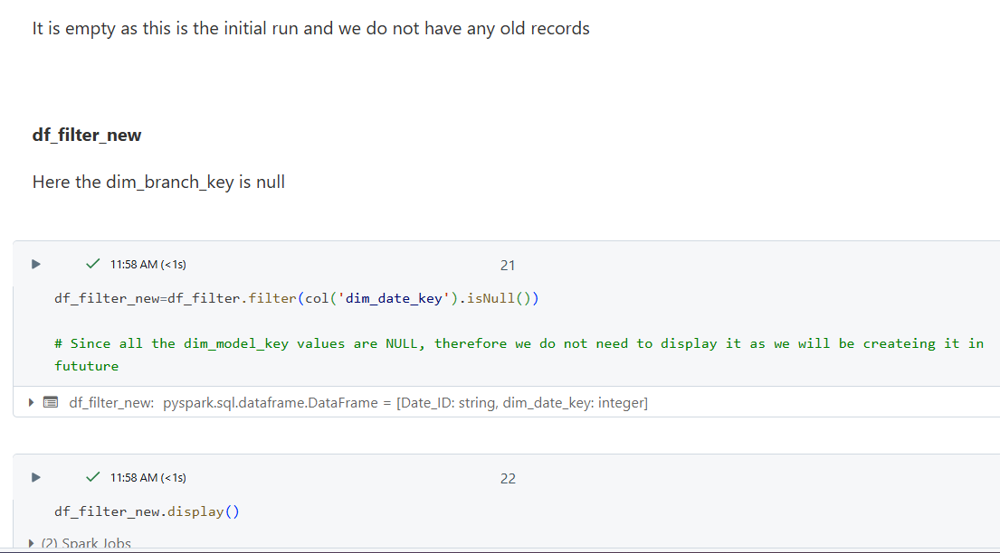 It is empty as this is the initial run and we do not have any old records
df_filter_new
Here the dim_branch_key is null
11:58 AM (<1s)
21
df_filter_new=df_filter.filter(col('dim_date_key').isNull())
# Since all the dim_model_key values are NULL, therefore we do not need to display it as we will be createing it in
fututure
df_filter_new: pyspark.sql.dataframe.DataFrame = [Date_ID: string, dim_date_key: integer]
11:58 AM (<1s)
22
df_filter_new.display()
(2) Spark Jobs